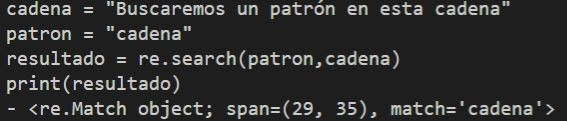 cadena = "Buscaremos un patrón en esta cadena"
patron = "cadena"
resultado = re.search(patron,cadena)
print(resultado)
- <re.Match object; span=(29, 35), match='cadena'>